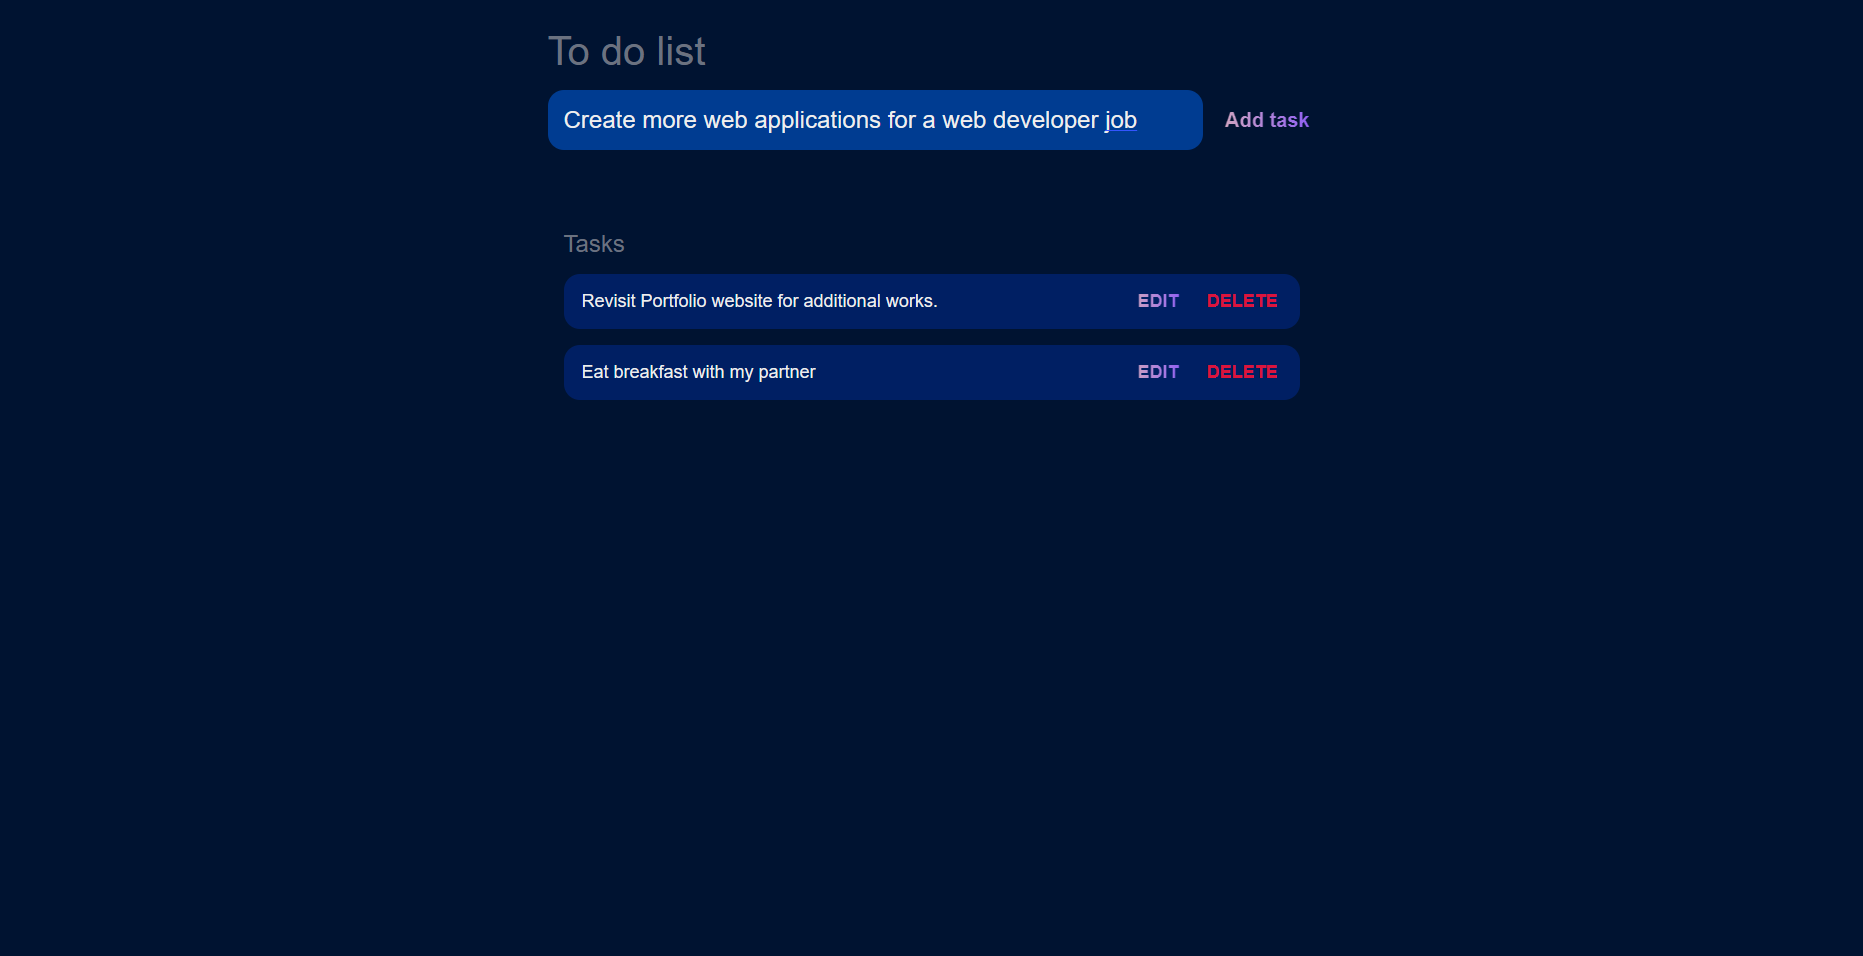 To do list
Create more web applications for a web developer job Add task
Tasks
Revisit Portfolio website for additional works. EDIT DELETE
Eat breakfast with my partner EDIT DELETE